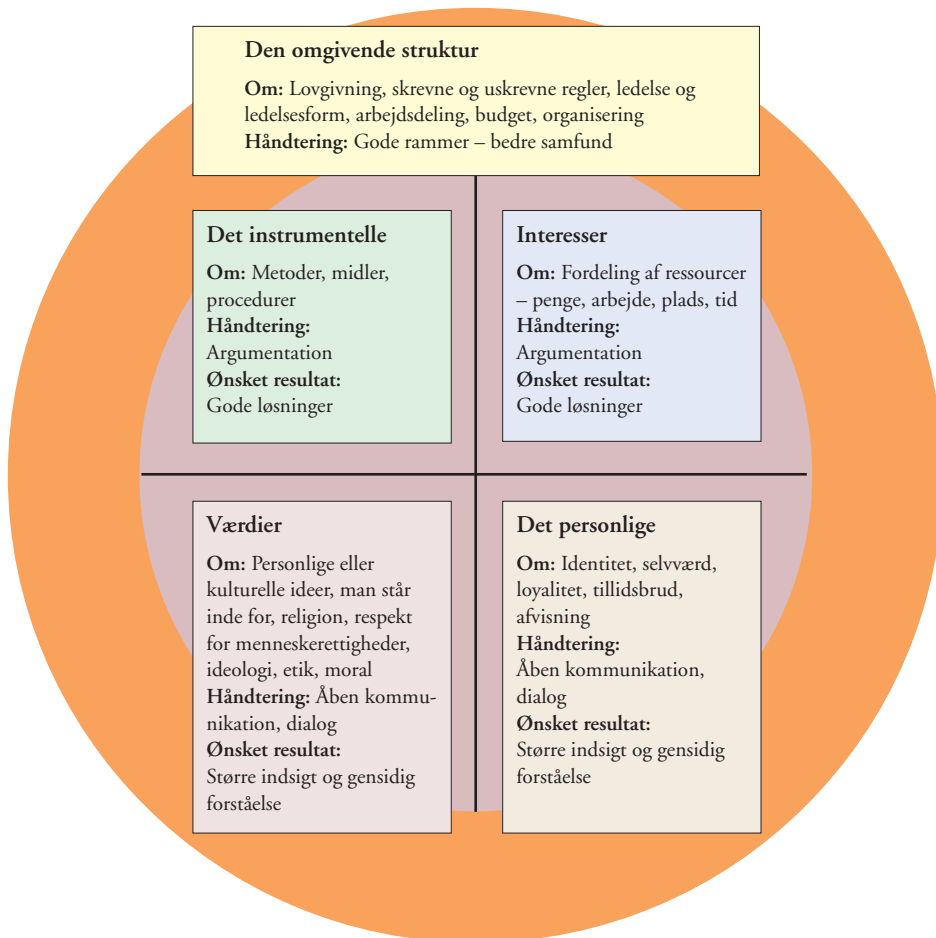 Den omgivende struktur
Om: Lovgivning, skrevne og uskrevne regler, ledelse og
ledelsesform, arbejdsdeling, budget, organisering
Håndtering: Gode rammer – bedre samfund
Det instrumentelle
Om: Metoder, midler,
procedurer
Håndtering:
Argumentation
Ønsket resultat:
Gode løsninger
Interesser
Om: Fordeling af ressourcer
– penge, arbejde, plads, tid
Håndtering:
Argumentation
Ønsket resultat:
Gode løsninger
Værdier
Om: Personlige eller
kulturelle ideer, man står
inde for, religion, respekt
for menneskerettigheder,
ideologi, etik, moral
Håndtering: Åben kommu-
nikation, dialog
Ønsket resultat:
Større indsigt og gensidig
forståelse
Det personlige
Om: Identitet, selvværd,
loyalitet, tillidsbrud,
afvisning
Håndtering:
Åben kommunikation,
dialog
Ønsket resultat:
Større indsigt og gensidig
forståelse